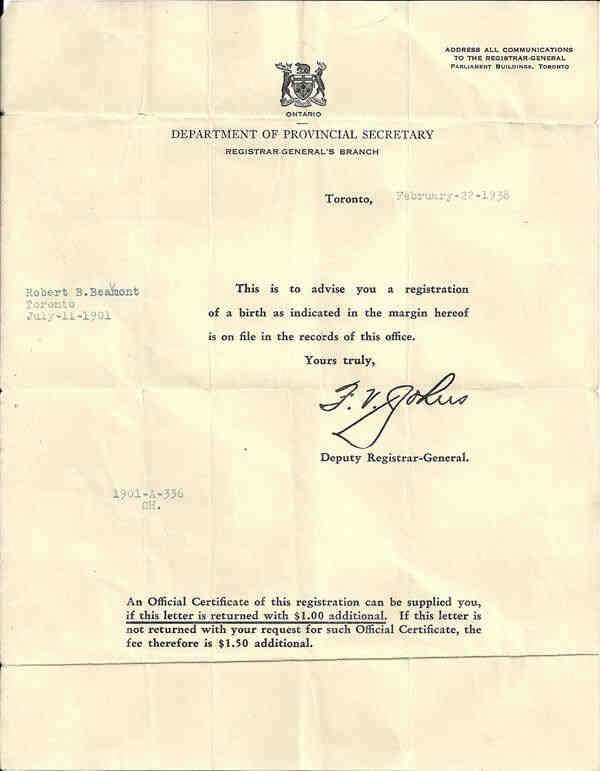 ADDRESS ALL COMMUNICATIONS
TO THE REGISTRAR-GENERAL
PARLIAMENT BUILDINGS, TORONTO
ONTARIO
DEPARTMENT OF PROVINCIAL SECRETARY
REGISTRAR-GENERAL'S BRANCH
Toronto, February-22-1938
Robert B. Beamont
Toronto
July-11-1901
This is to advise you a registration
of a birth as indicated in the margin hereof
is on file in the records of this office.
Yours truly,
F. V. Johns
Deputy Registrar-General.
1901-A-336
CH.
An Official Certificate of this registration can be supplied you,
if this letter is returned with $1.00 additional. If this letter is
not returned with your request for such Official Certificate, the
fee therefore is $1.50 additional.